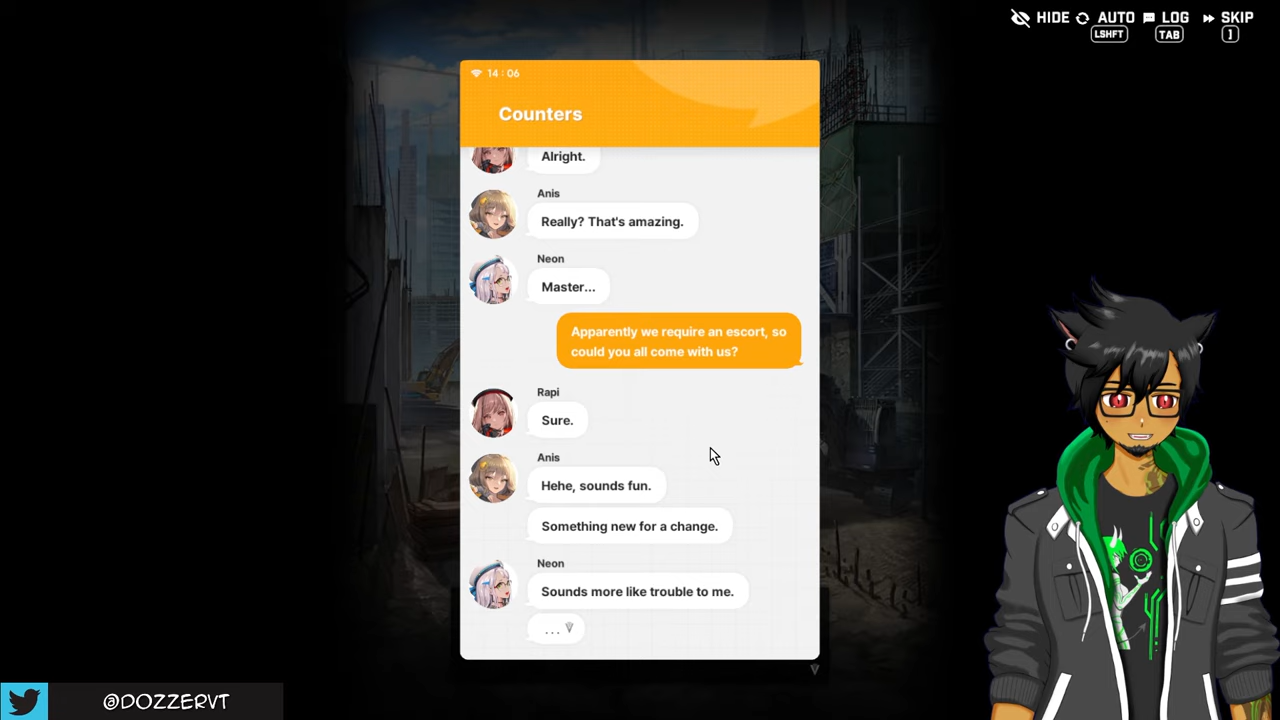 HIDE
AUTO
LOG
SKIP
LSHFT
TAB
]
14 : 06
Counters
Alright.
Anis
Really? That's amazing.
Neon
Master...
Apparently we require an escort, so
could you all come with us?
Rapi
Sure.
Anis
Hehe, sounds fun.
Something new for a change.
Neon
Sounds more like trouble to me.
...
@DOZZERVT